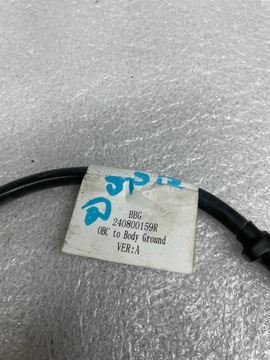 BBG
240800159R
OBC to Body Ground
VER:A